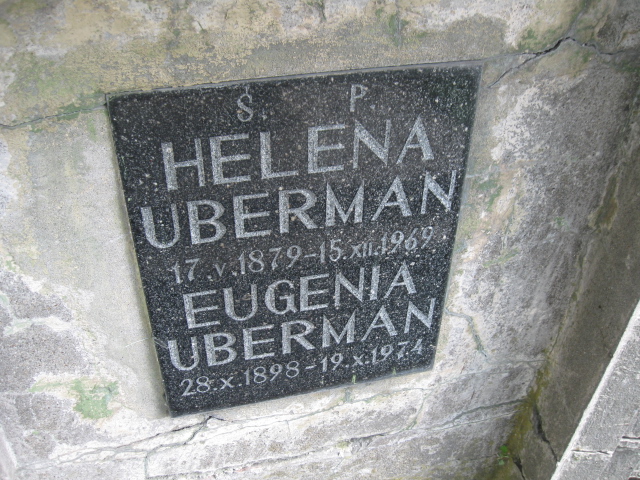 Ś P
HELENA
UBERMAN
17.V.1879-15.XII.1969
EUGENIA
UBERMAN
28.X.1898-19.X.1974